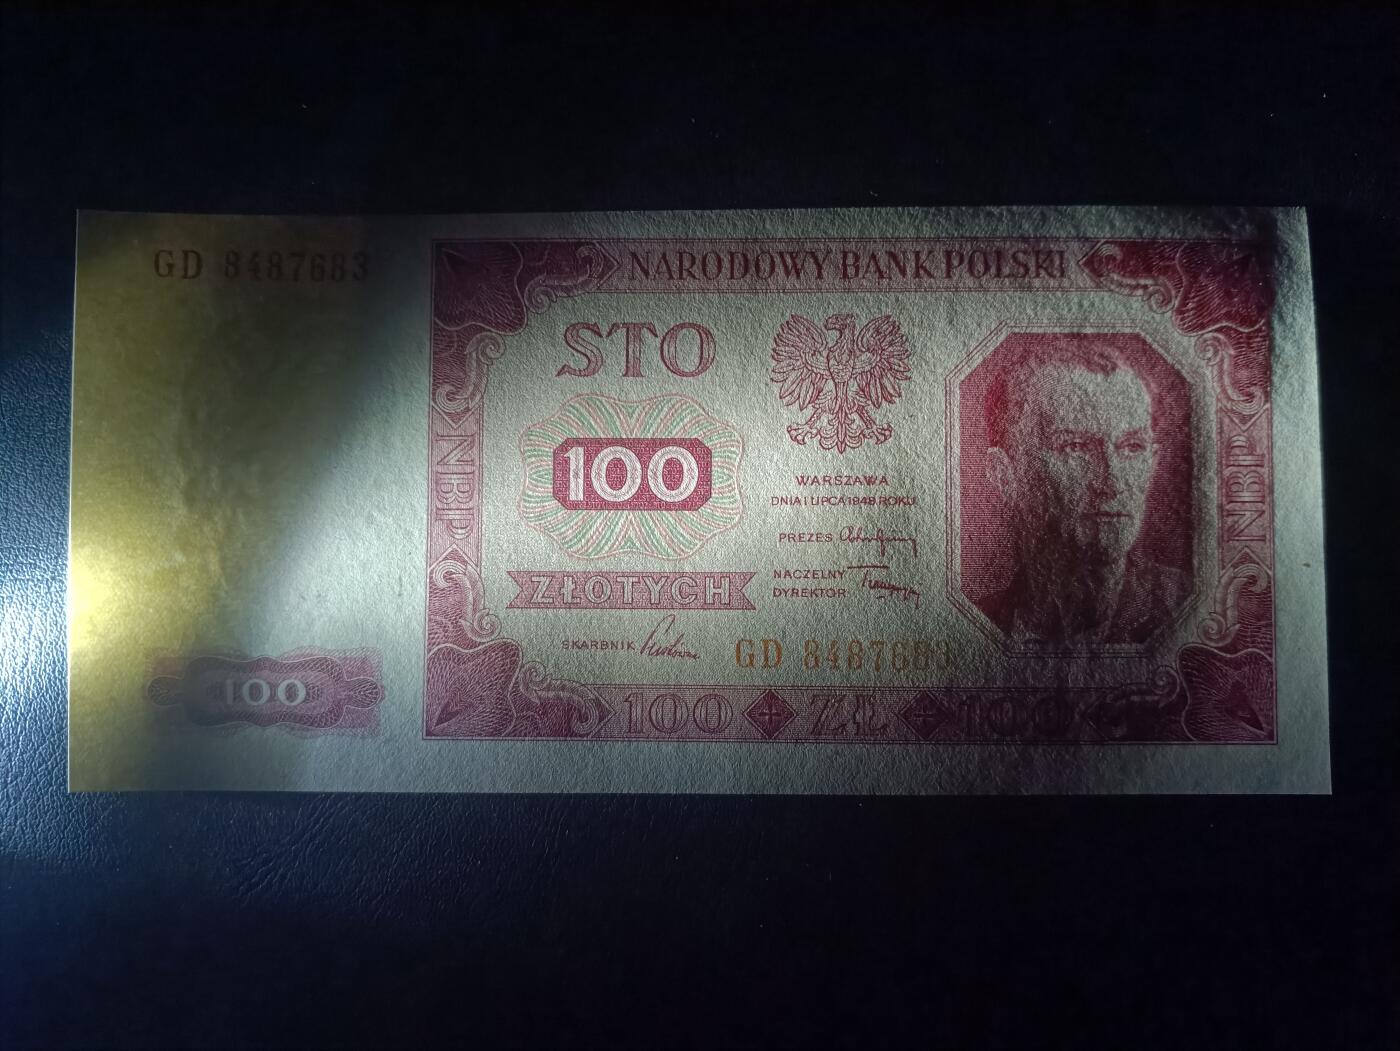 GD 8487683
NARODOWY BANK POLSKI
STO
100
ZŁOTYCH
WARSZAWA
DNIA 1 LIPCA 1948 ROKU
PREZES
NACZELNY
DYREKTOR
SKARBNIK
GD 8487683
NBP
NBP
100
100 ZŁ 100